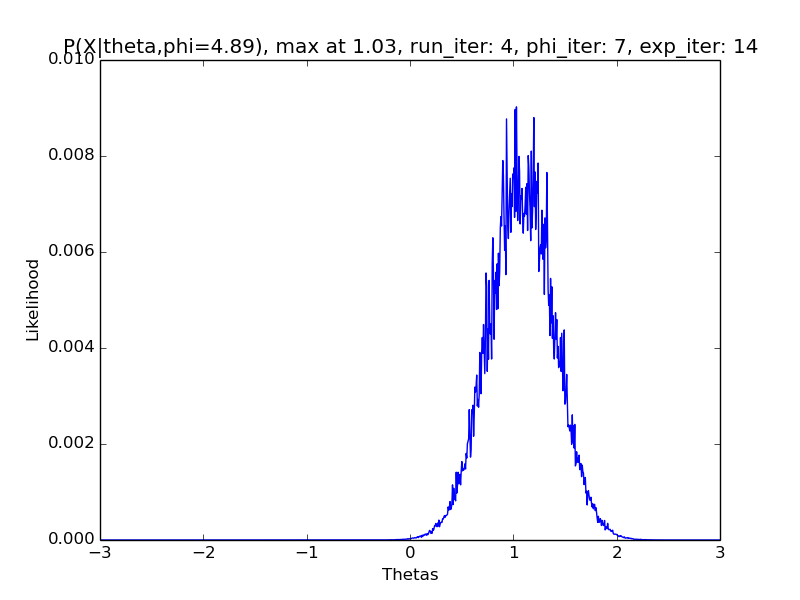 P(X|theta,phi=4.89), max at 1.03, run_iter: 4, phi_iter: 7, exp_iter: 14
0.010
0.008
0.006
0.004
0.002
0.000
Likelihood
−3 −2 −1 0 1 2 3
Thetas